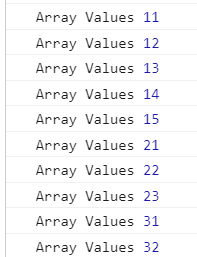 Array Values 11
Array Values 12
Array Values 13
Array Values 14
Array Values 15
Array Values 21
Array Values 22
Array Values 23
Array Values 31
Array Values 32